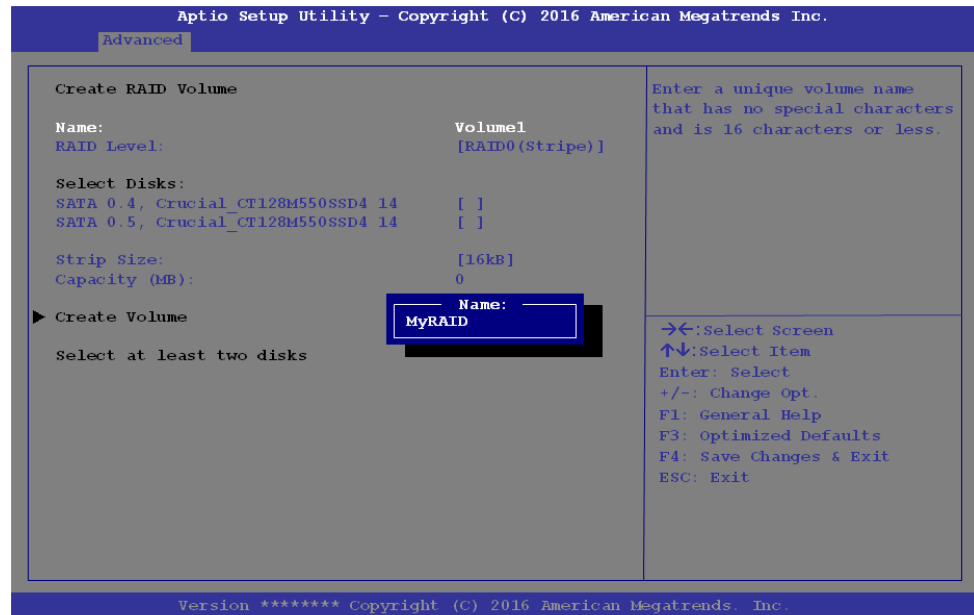 Aptio Setup Utility – Copyright (C) 2016 American Megatrends Inc.
Advanced
Create RAID Volume
Name: Volume1
RAID Level: [RAID0(Stripe)]
Select Disks:
SATA 0.4, Crucial_CT128M550SSD4 14 [ ]
SATA 0.5, Crucial_CT128M550SSD4 14 [ ]
Strip Size: [16kB]
Capacity (MB): 0
▶ Create Volume
Select at least two disks
Name:
MyRAID
Enter a unique volume name
that has no special characters
and is 16 characters or less.
→←:Select Screen
↑↓:Select Item
Enter: Select
+/-: Change Opt.
F1: General Help
F3: Optimized Defaults
F4: Save Changes & Exit
ESC: Exit
Version ******** Copyright (C) 2016 American Megatrends. Inc.